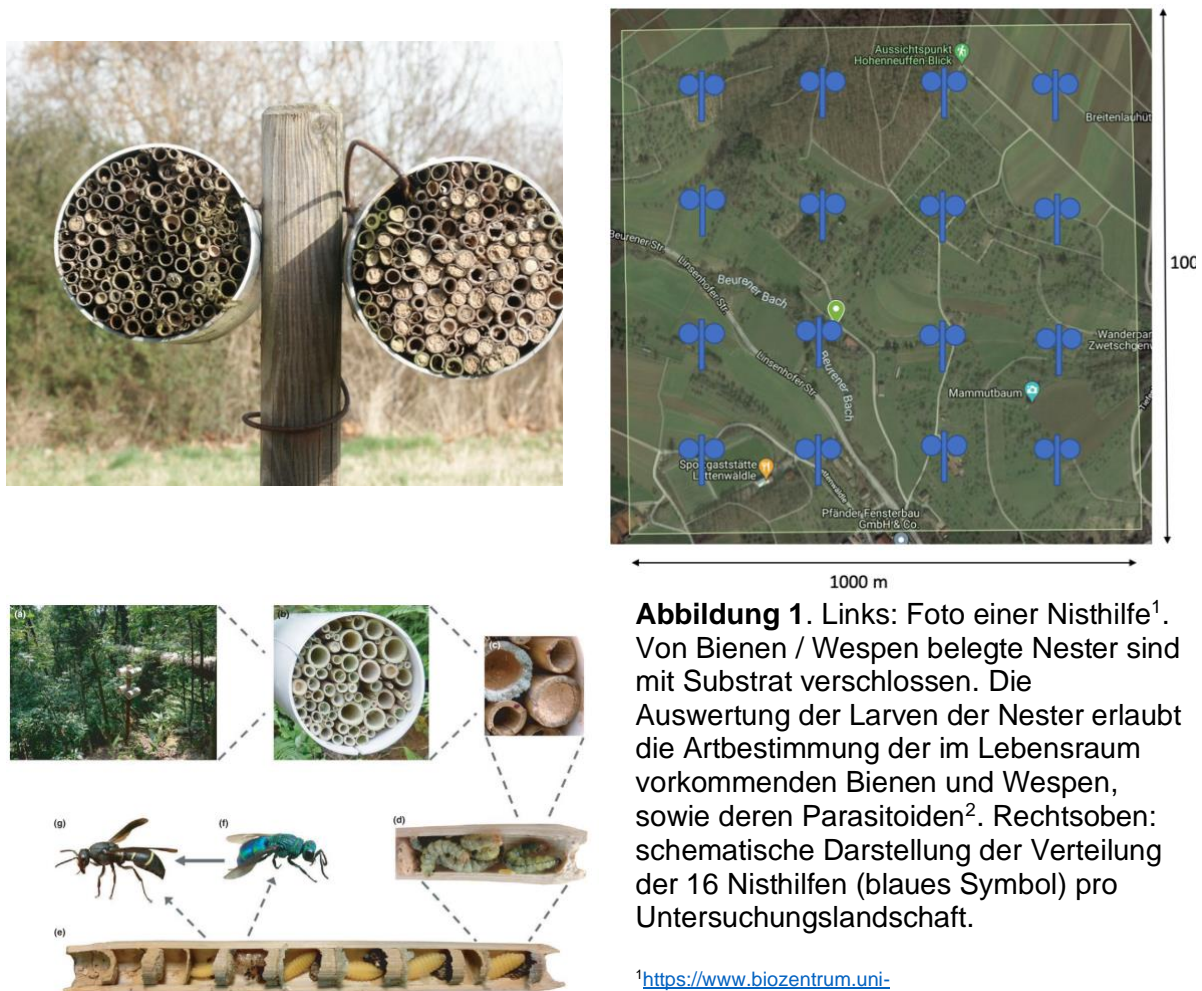 Aussichtspunkt
Hohenneuffen-Blick
Breitenlauhüt
Beurener Str.
Linsenhofer Str.
Beurener Bach
Linsenhofer Str.
Beurener Bach
Wanderpar
Zwetschgenw
Mammutbaum
Sportgaststätte
Lettenwäldle
Pfänder Fensterbau
GmbH & Co.
100
1000 m
(a)
(b)
(c)
(d)
(g)
(f)
(e)
Abbildung 1. Links: Foto einer Nisthilfe¹.
Von Bienen / Wespen belegte Nester sind
mit Substrat verschlossen. Die
Auswertung der Larven der Nester erlaubt
die Artbestimmung der im Lebensraum
vorkommenden Bienen und Wespen,
sowie deren Parasitoiden². Rechtsoben:
schematische Darstellung der Verteilung
der 16 Nisthilfen (blaues Symbol) pro
Untersuchungslandschaft.
¹https://www.biozentrum.uni-